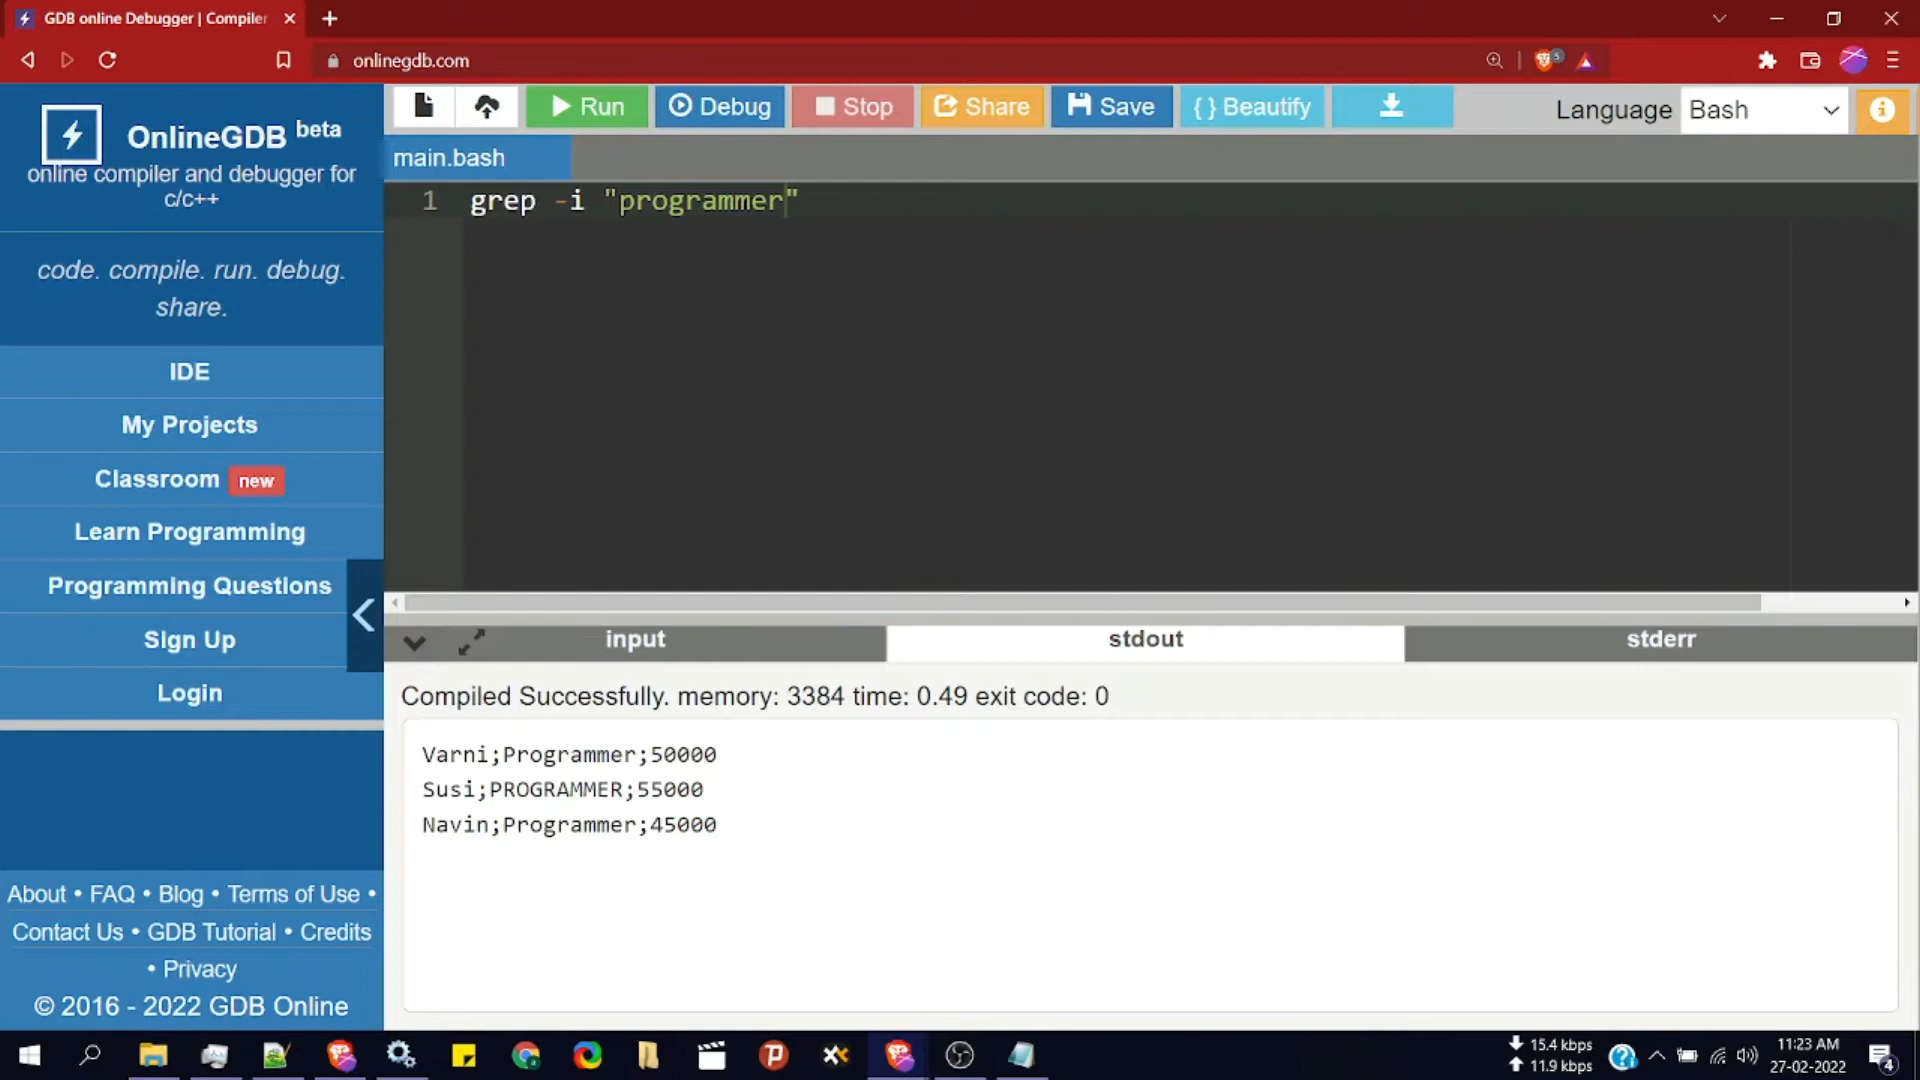 GDB online Debugger | Compiler
onlinegdb.com
5
OnlineGDB beta
online compiler and debugger for
c/c++
code. compile. run. debug.
share.
IDE
My Projects
Classroom new
Learn Programming
Programming Questions
Sign Up
Login
About • FAQ • Blog • Terms of Use •
Contact Us • GDB Tutorial • Credits
• Privacy
© 2016 - 2022 GDB Online
Run Debug Stop Share Save { } Beautify
Language Bash
main.bash
1 grep -i "programmer"
input stdout stderr
Compiled Successfully. memory: 3384 time: 0.49 exit code: 0
Varni;Programmer;50000
Susi;PROGRAMMER;55000
Navin;Programmer;45000
15.4 kbps
11.9 kbps
11:23 AM
27-02-2022
4